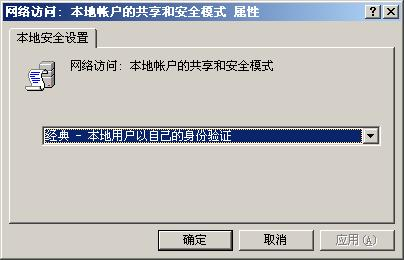 网络访问: 本地帐户的共享和安全模式 属性
本地安全设置
网络访问: 本地帐户的共享和安全模式
经典 - 本地用户以自己的身份验证
确定
取消
应用(A)